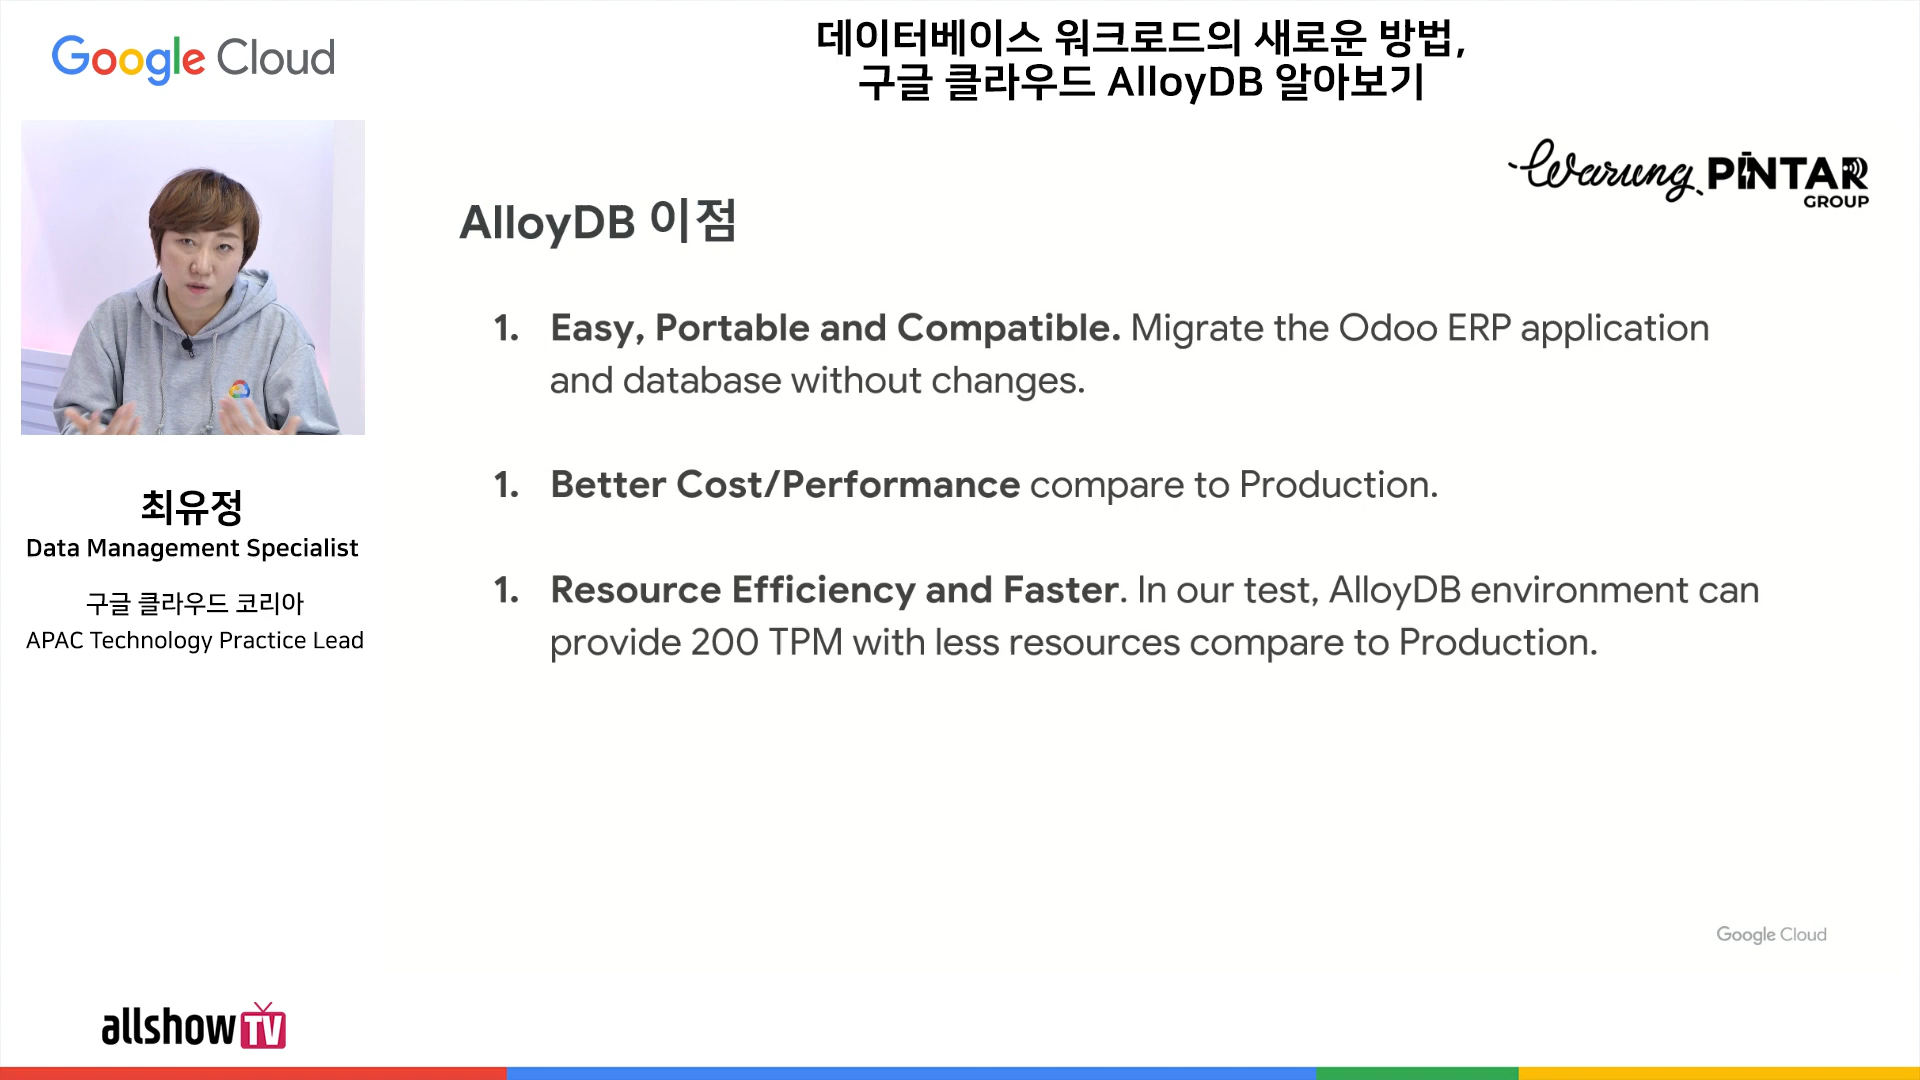 Google Cloud
데이터베이스 워크로드의 새로운 방법,
구글 클라우드 AlloyDB 알아보기
Warung PINTAR
GROUP
AlloyDB 이점
1. Easy, Portable and Compatible. Migrate the Odoo ERP application
and database without changes.
1. Better Cost/Performance compare to Production.
1. Resource Efficiency and Faster. In our test, AlloyDB environment can
provide 200 TPM with less resources compare to Production.
최유정
Data Management Specialist
구글 클라우드 코리아
APAC Technology Practice Lead
Google Cloud
allshowTV